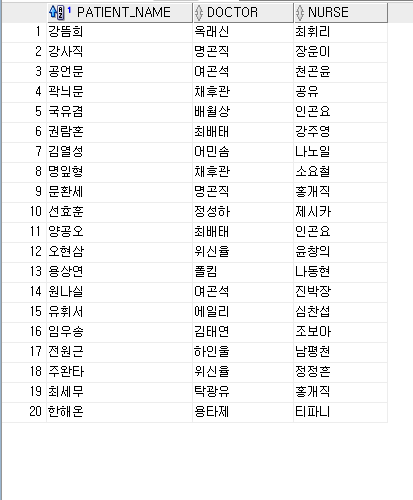 PATIENT_NAME DOCTOR NURSE
1 강뜸희 옥래신 최휘리
2 강사직 명곤직 장운이
3 공언문 여곤석 천곤윤
4 곽늬문 채후관 공유
5 국유겸 배월상 인곤요
6 권람혼 최배태 강주영
7 김열성 어민솜 나노일
8 명잎형 채후관 소요철
9 문환세 명곤직 홍개직
10 선효훈 정성하 제시카
11 양공오 최배태 인곤요
12 오현삼 위신율 윤창의
13 용상연 폴킴 나동현
14 원나실 여곤석 진박장
15 유휘서 에일리 심찬섭
16 임우송 김태연 조보아
17 전원근 하인울 남평천
18 주완타 위신율 정정흔
19 최세무 탁광유 홍개직
20 한해온 용타제 티파니